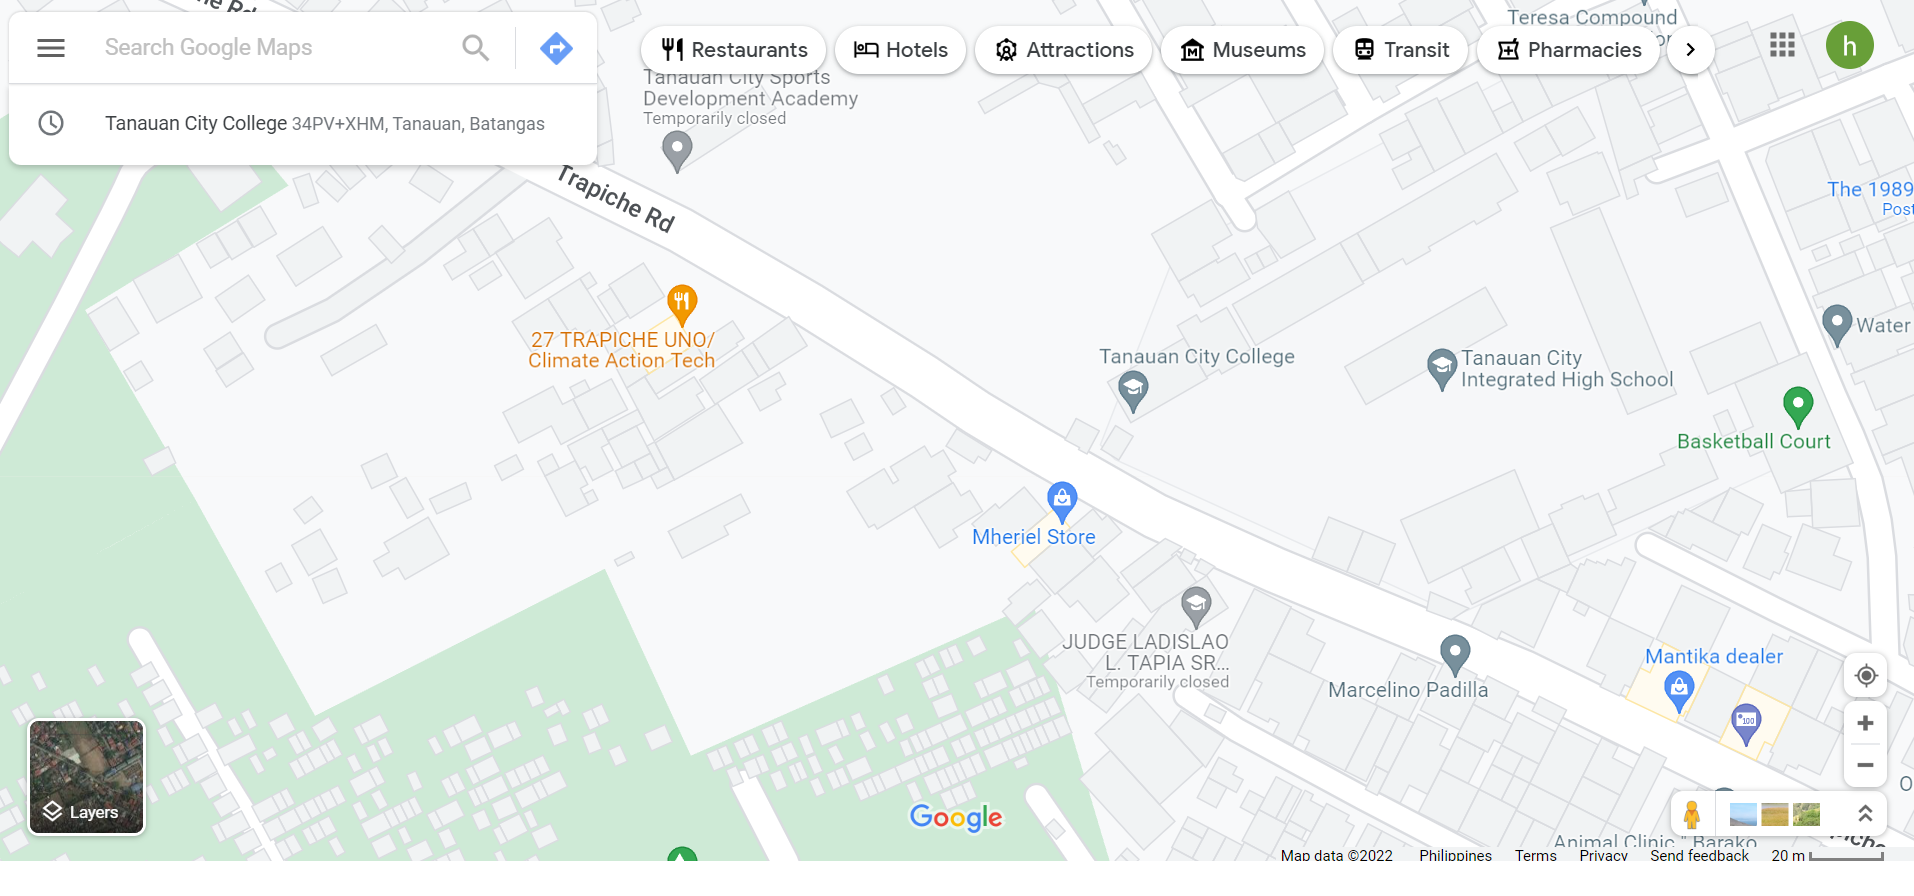 Search Google Maps
Tanauan City College 34PV+XHM, Tanauan, Batangas
Restaurants
Hotels
Attractions
Museums
Transit
Pharmacies
h
Teresa Compound
Tanauan City Sports
Development Academy
Temporarily closed
Trapiche Rd
The 1989
27 TRAPICHE UNO/
Climate Action Tech
Tanauan City College
Tanauan City
Integrated High School
Water
Basketball Court
Mheriel Store
JUDGE LADISLAO
L. TAPIA SR...
Temporarily closed
Marcelino Padilla
Mantika dealer
100
Layers
Google
Animal Clinic " Barako
Map data ©2022
Philippines
Terms
Privacy
Send feedback
20 m